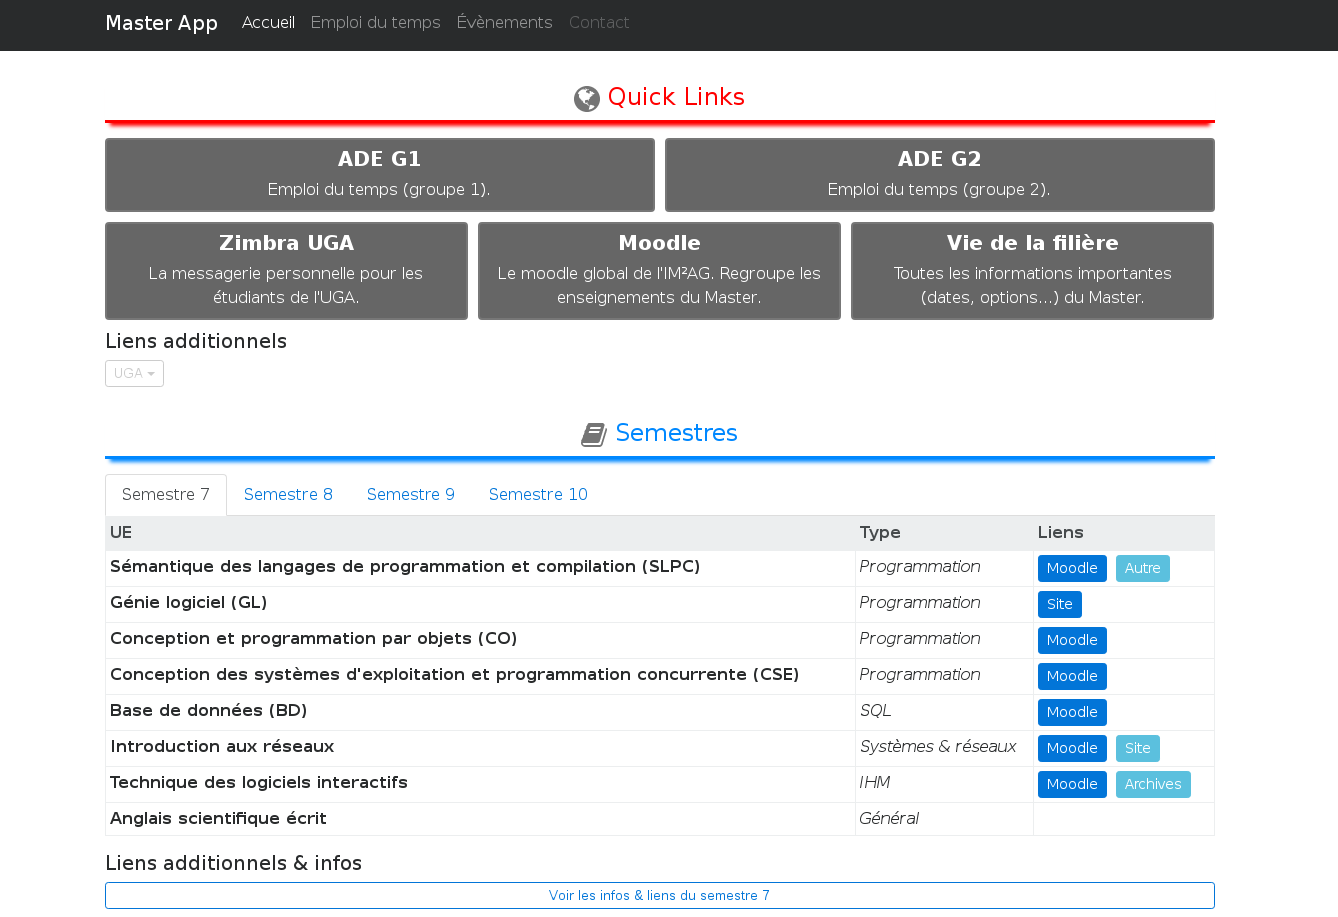 Master App Accueil Emploi du temps Évènements Contact
Quick Links
ADE G1
Emploi du temps (groupe 1).
ADE G2
Emploi du temps (groupe 2).
Zimbra UGA
La messagerie personnelle pour les
étudiants de l'UGA.
Moodle
Le moodle global de l'IM²AG. Regroupe les
enseignements du Master.
Vie de la filière
Toutes les informations importantes
(dates, options...) du Master.
Liens additionnels
UGA
Semestres
Semestre 7 Semestre 8 Semestre 9 Semestre 10
UE Type Liens
Sémantique des langages de programmation et compilation (SLPC) Programmation Moodle Autre
Génie logiciel (GL) Programmation Site
Conception et programmation par objets (CO) Programmation Moodle
Conception des systèmes d'exploitation et programmation concurrente (CSE) Programmation Moodle
Base de données (BD) SQL Moodle
Introduction aux réseaux Systèmes & réseaux Moodle Site
Technique des logiciels interactifs IHM Moodle Archives
Anglais scientifique écrit Général
Liens additionnels & infos
Voir les infos & liens du semestre 7